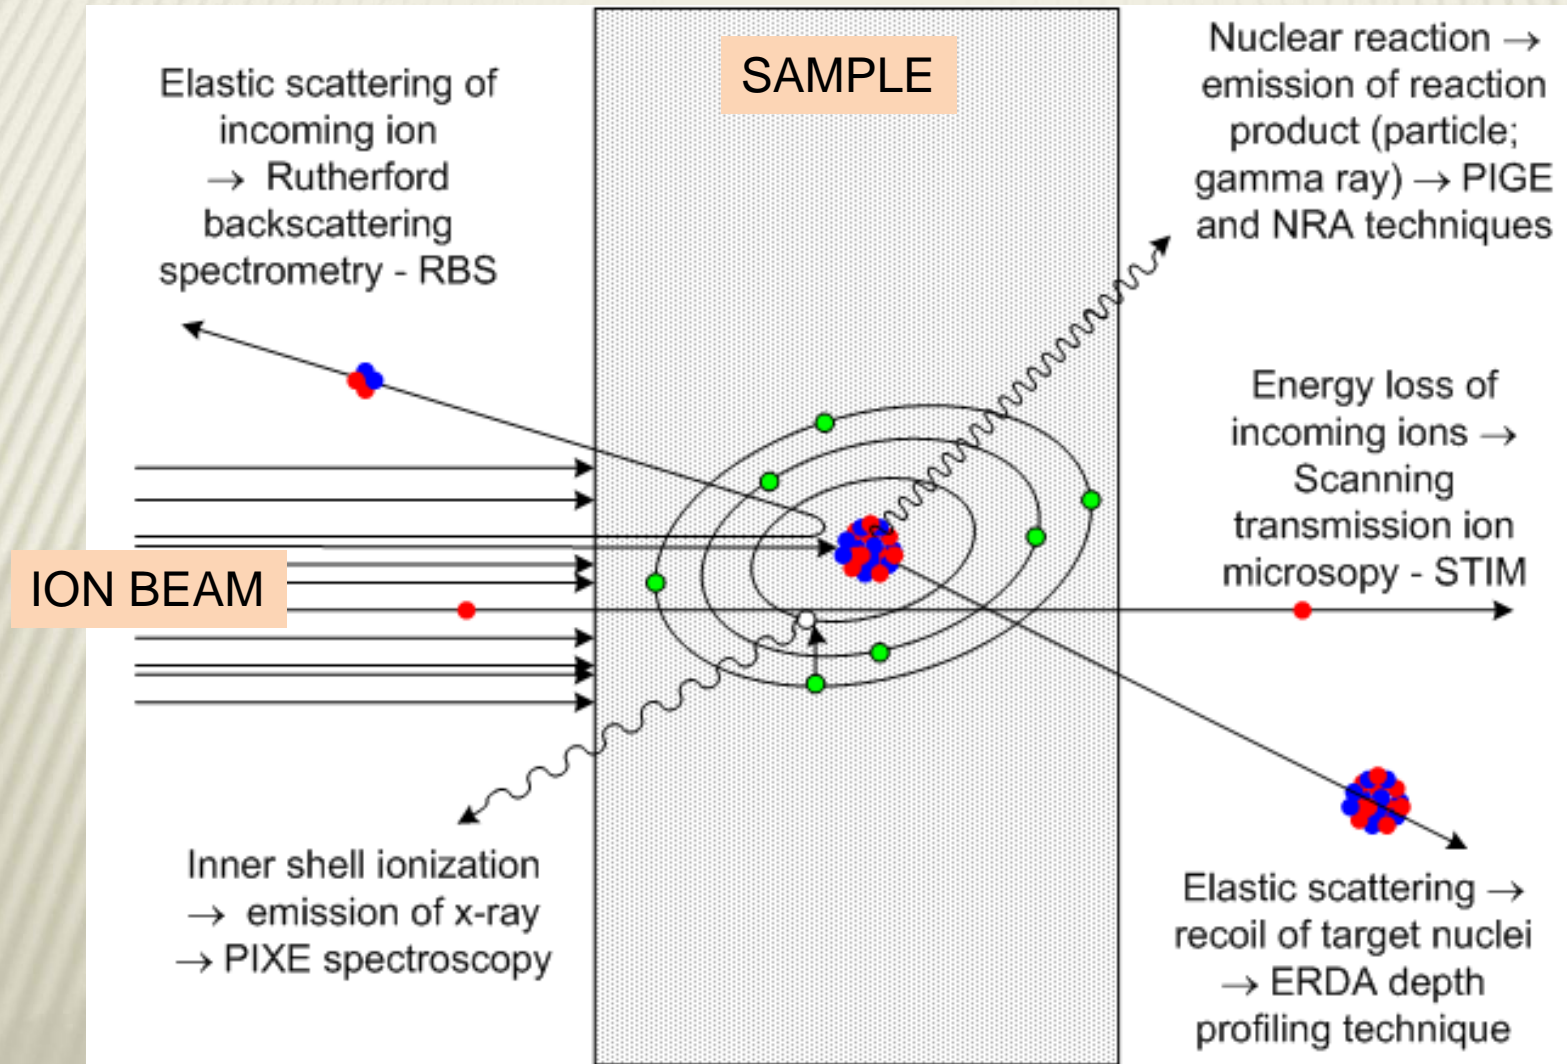 SAMPLE
Elastic scattering of
incoming ion
→ Rutherford
backscattering
spectrometry - RBS
Nuclear reaction →
emission of reaction
product (particle;
gamma ray) → PIGE
and NRA techniques
Energy loss of
incoming ions →
Scanning
transmission ion
microsopy - STIM
ION BEAM
Inner shell ionization
→ emission of x-ray
→ PIXE spectroscopy
Elastic scattering →
recoil of target nuclei
→ ERDA depth
profiling technique